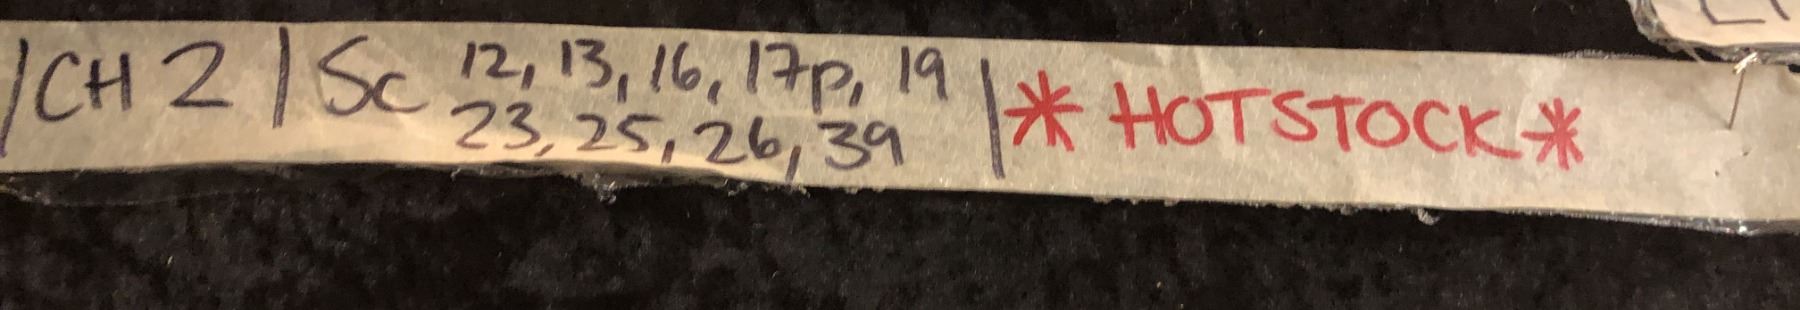 /CH 2 | Sc 12, 13, 16, 17p, 19 | * HOTSTOCK *
23, 25, 26, 39